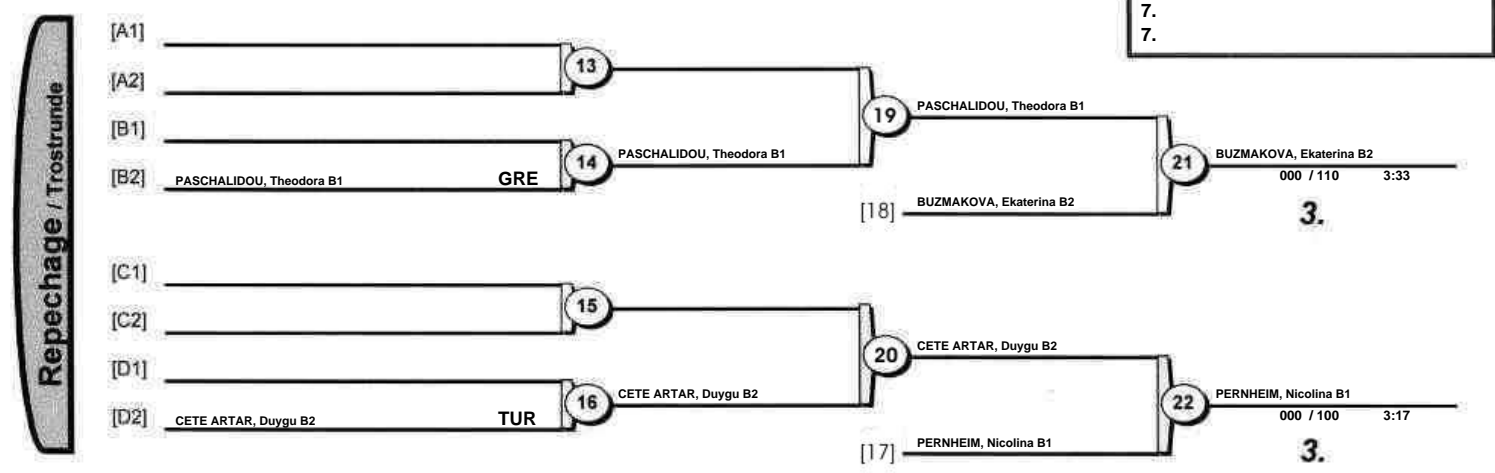 7.
7.
Repechage / Trostrunde
[A1]
13
[A2]
19
PASCHALIDOU, Theodora B1
[B1]
14
PASCHALIDOU, Theodora B1
21
BUZMAKOVA, Ekaterina B2
[B2]
PASCHALIDOU, Theodora B1
GRE
000 / 110
3:33
[18]
BUZMAKOVA, Ekaterina B2
3.
[C1]
15
[C2]
20
CETE ARTAR, Duygu B2
[D1]
16
CETE ARTAR, Duygu B2
22
PERNHEIM, Nicolina B1
[D2]
CETE ARTAR, Duygu B2
TUR
000 / 100
3:17
[17]
PERNHEIM, Nicolina B1
3.